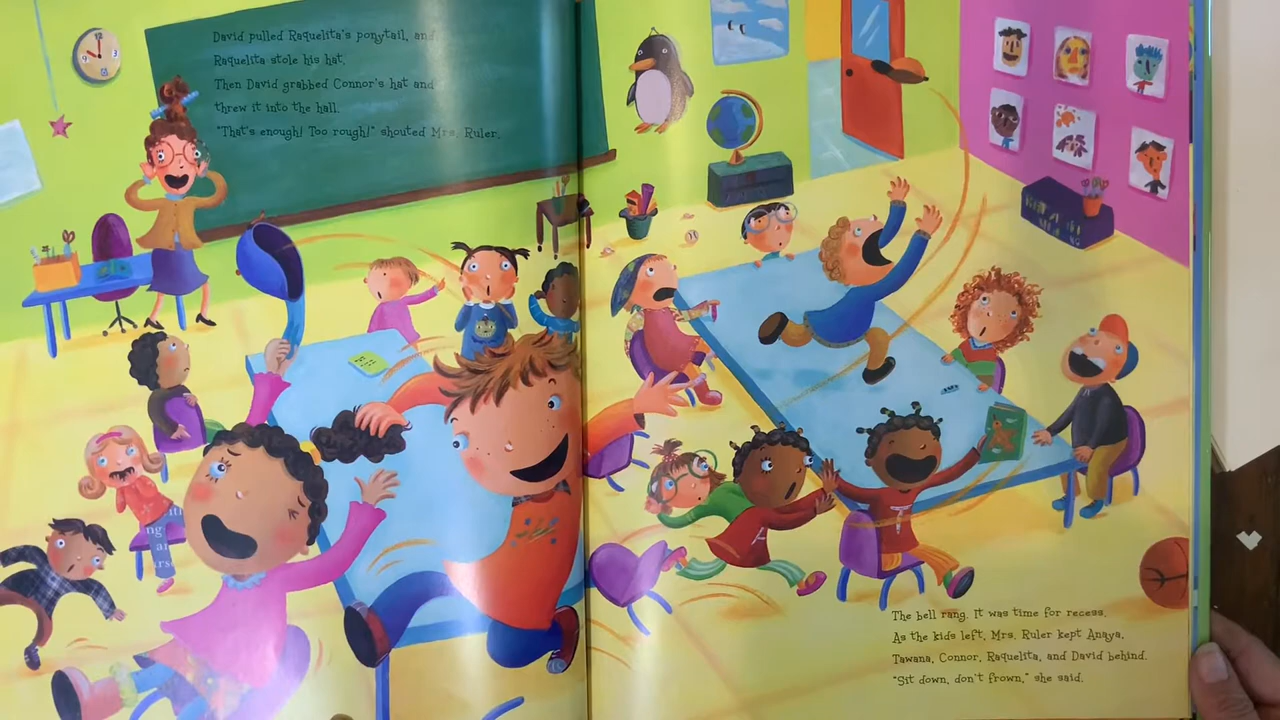 David pulled Raquelita's ponytail, and
Raquelita stole his hat.
Then David grabbed Connor's hat and
threw it into the hall.
"That's enough! Too rough!" shouted Mrs. Ruler.
The bell rang. It was time for recess.
As the kids left, Mrs. Ruler kept Anaya,
Tawana, Connor, Raquelita, and David behind.
"Sit down, don't frown," she said.